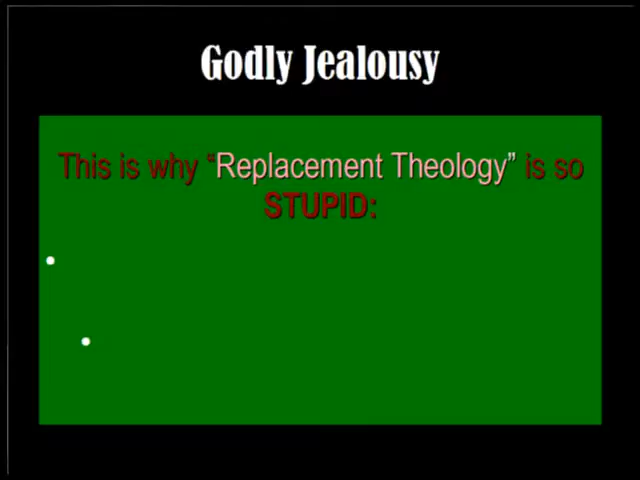 Godly Jealousy
This is why “Replacement Theology” is so
STUPID: